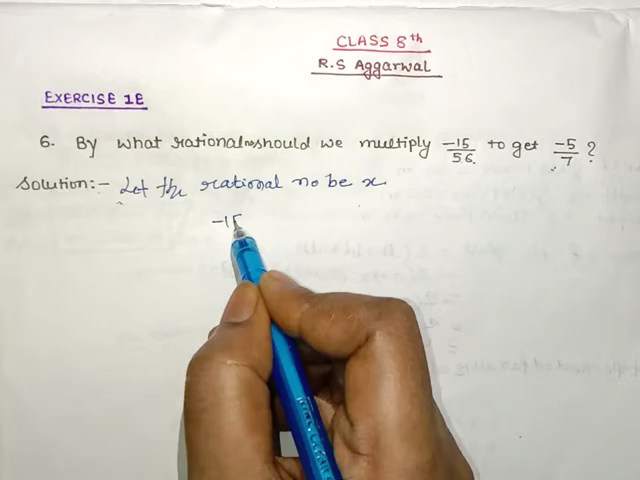 CLASS 8th
R.S Aggarwal
EXERCISE 1E
6. By what rational no should we multiply -15/56 to get -5/7 ?
Solution:- Let the rational no be x
-15